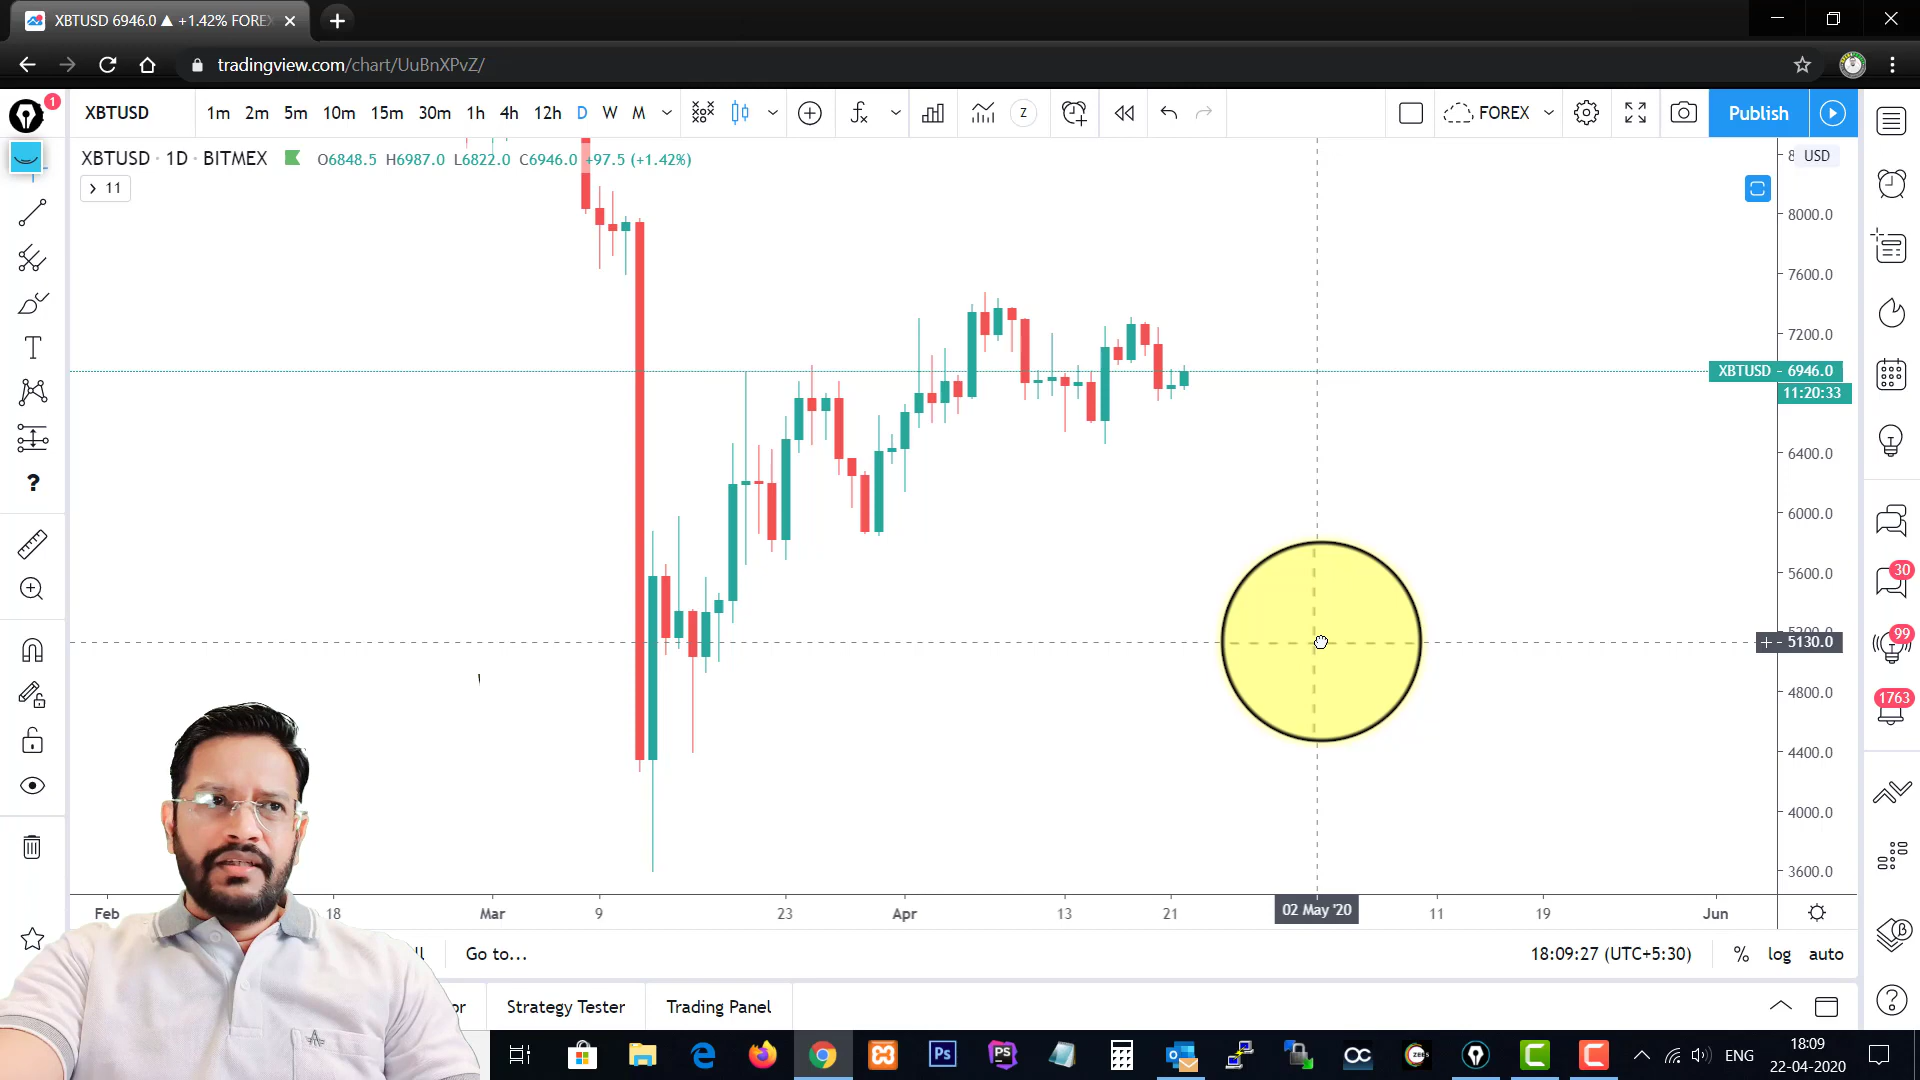 XBTUSD 6946.0 ▲ +1.42% FOREX
tradingview.com/chart/UuBnXPvZ/
1
XBTUSD 1m 2m 5m 10m 15m 30m 1h 4h 12h D W M Z FOREX Publish
XBTUSD · 1D · BITMEX O6848.5 H6987.0 L6822.0 C6946.0 +97.5 (+1.42%)
USD
11
8000.0
7600.0
7200.0
XBTUSD 6946.0
11:20:33
6400.0
6000.0
5600.0
5130.0
4800.0
4400.0
4000.0
3600.0
30
99
1763
Feb 18 Mar 9 23 Apr 13 21 02 May '20 11 19 Jun
Go to... 18:09:27 (UTC+5:30) % log auto
Strategy Tester Trading Panel
Ps PS OC ZEE5 ENG
18:09
22-04-2020